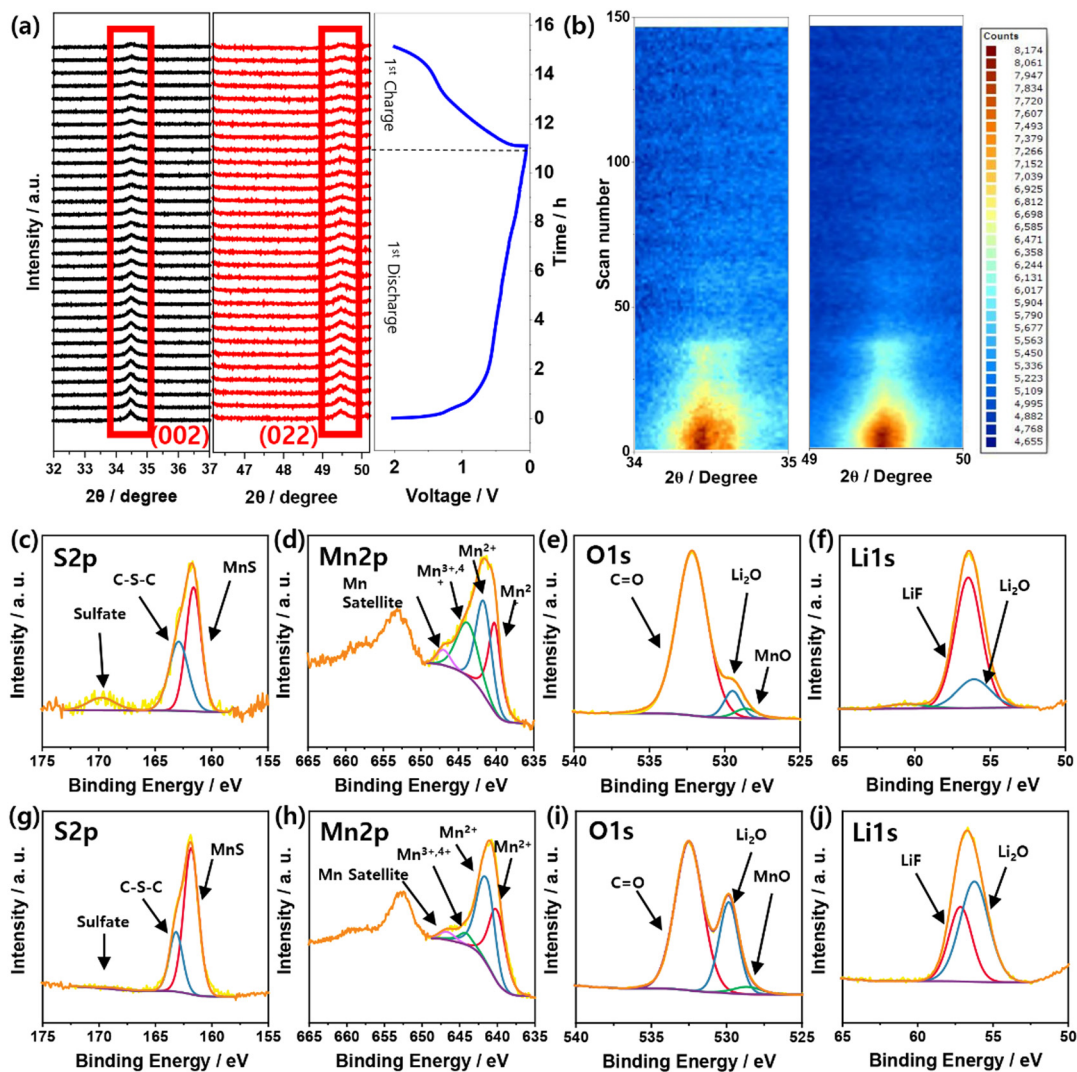 (a)
Intensity / a.u.
(002)
(022)
32 33 34 35 36 37
47 48 49 50
2θ / degree
2θ / degree
1st Charge
1st Discharge
2 1 0
Voltage / V
16
14
12
10
8
6
4
2
0
Time / h
(b)
Scan number
150
100
50
0
34 35
2θ / Degree
49 50
2θ / Degree
Counts
8,174
8,061
7,947
7,834
7,720
7,607
7,493
7,379
7,266
7,152
7,039
6,925
6,812
6,698
6,585
6,471
6,358
6,244
6,131
6,017
5,904
5,790
5,677
5,563
5,450
5,336
5,223
5,109
4,995
4,882
4,768
4,655
(c)
S2p
C-S-C
MnS
Sulfate
Intensity / a. u.
175 170 165 160 155
Binding Energy / eV
(d)
Mn2p
Mn2+
Mn3+,4
+
Mn2
+
Mn
Satellite
Intensity / a. u.
665 660 655 650 645 640 635
Binding Energy / eV
(e)
O1s
C=O
Li2O
MnO
Intensity / a. u.
540 535 530 525
Binding Energy / eV
(f)
Li1s
LiF
Li2O
Intensity / a. u.
65 60 55 50
Binding Energy / eV
(g)
S2p
MnS
C-S-C
Sulfate
Intensity / a. u.
175 170 165 160 155
Binding Energy / eV
(h)
Mn2p
Mn2+
Mn3+,4+
Mn2+
Mn Satellite
Intensity / a. u.
665 660 655 650 645 640 635
Binding Energy / eV
(i)
O1s
Li2O
C=O
MnO
Intensity / a. u.
540 535 530 525
Binding Energy / eV
(j)
Li1s
LiF
Li2O
Intensity / a. u.
65 60 55 50
Binding Energy / eV